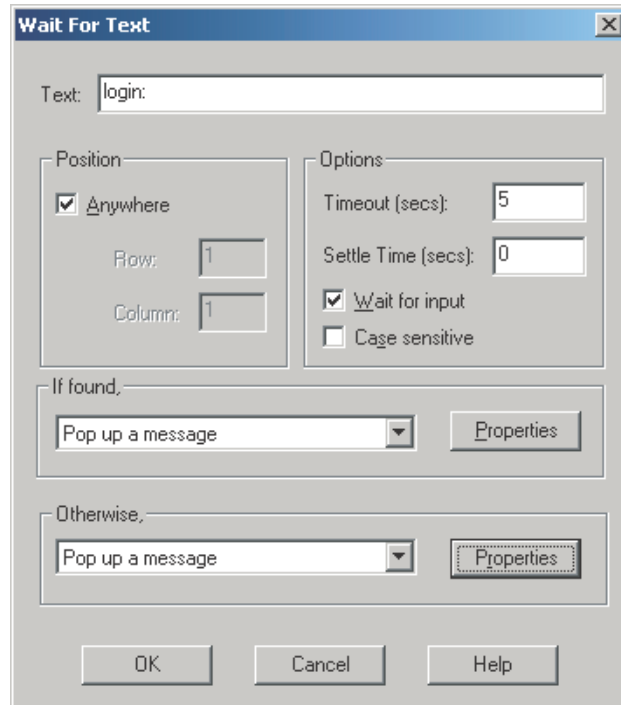 Wait For Text
Text: login:
Position
Anywhere
Row: 1
Column: 1
Options
Timeout (secs): 5
Settle Time (secs): 0
Wait for input
Case sensitive
If found,
Pop up a message
Properties
Otherwise,
Pop up a message
Properties
OK Cancel Help